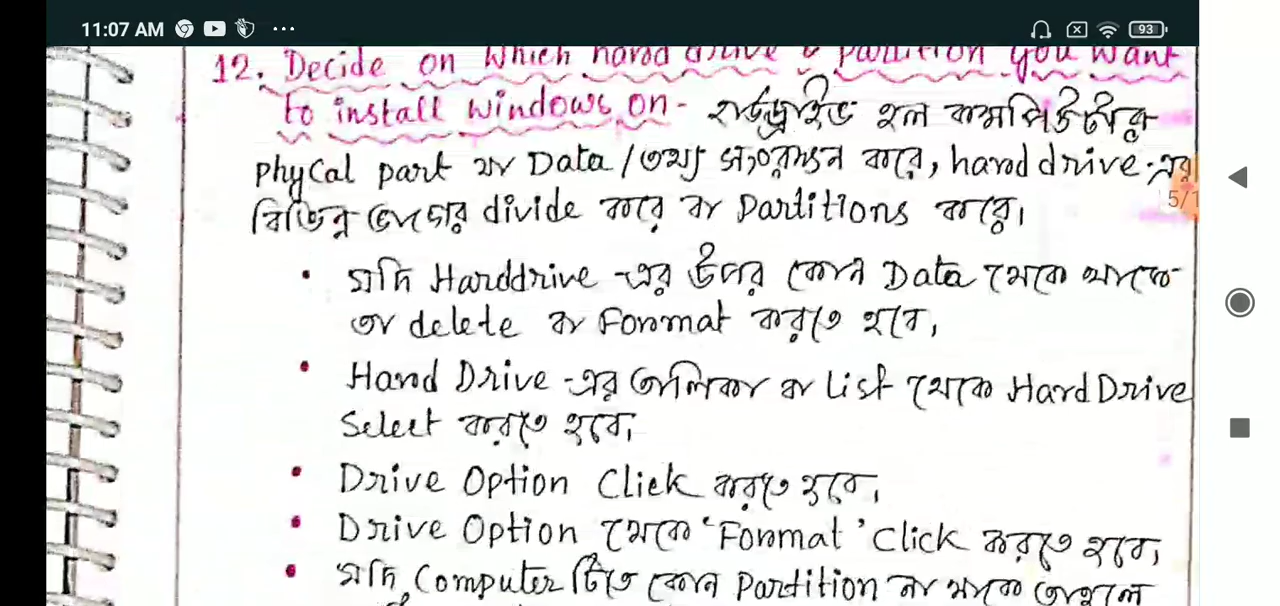 11:07 AM
93
12. Decide on which hard drive & partition you want
to install windows on - হার্ডড্রাইভ হল কমপিউটার
phycal part যা Data / তথ্য সংরক্ষন করে, hard drive-এর
5/1
বিভিন্ন ভাগে divide করে বা Partitions করে।
• যদি Harddrive -এর উপর কোন Data থেকে থাকে
তা delete বা Format করতে হবে,
• Hard Drive -এর তালিকা বা List থেকে Hard Drive
Select করতে হবে,
• Drive Option Click করতে হবে,
• Drive Option থেকে 'Format' Click করতে হবে,
• যদি Computer টিতে কোন Partition না থাকে তাহলে